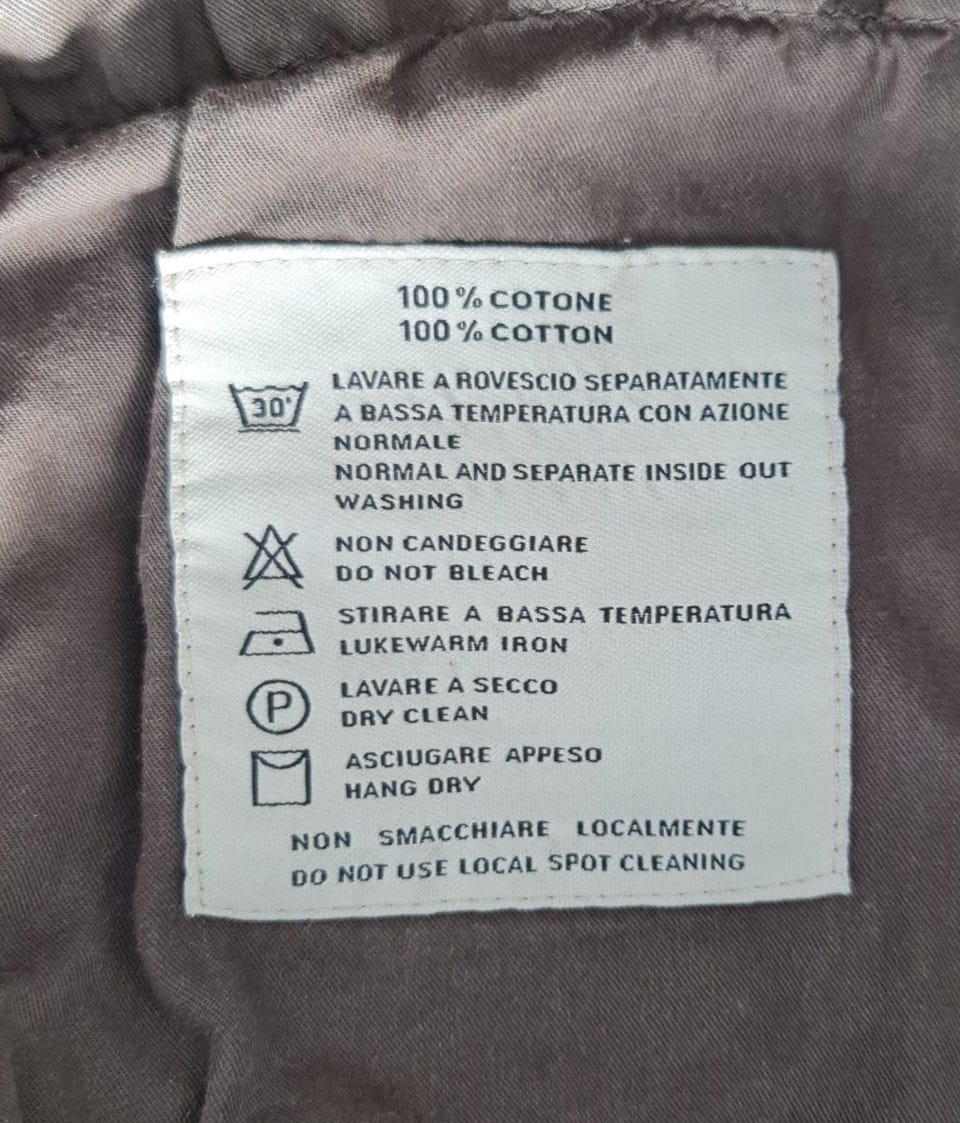 100 % COTONE
100 % COTTON
30°
LAVARE A ROVESCIO SEPARATAMENTE
A BASSA TEMPERATURA CON AZIONE
NORMALE
NORMAL AND SEPARATE INSIDE OUT
WASHING
NON CANDEGGIARE
DO NOT BLEACH
STIRARE A BASSA TEMPERATURA
LUKEWARM IRON
P
LAVARE A SECCO
DRY CLEAN
ASCIUGARE APPESO
HANG DRY
NON SMACCHIARE LOCALMENTE
DO NOT USE LOCAL SPOT CLEANING